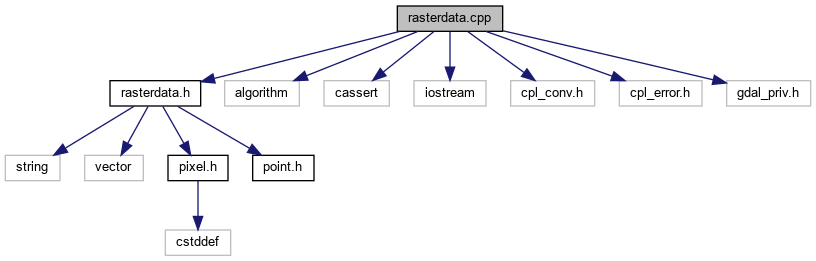 rasterdata.cpp
rasterdata.h
algorithm
cassert
iostream
cpl_conv.h
cpl_error.h
gdal_priv.h
string
vector
pixel.h
point.h
cstddef